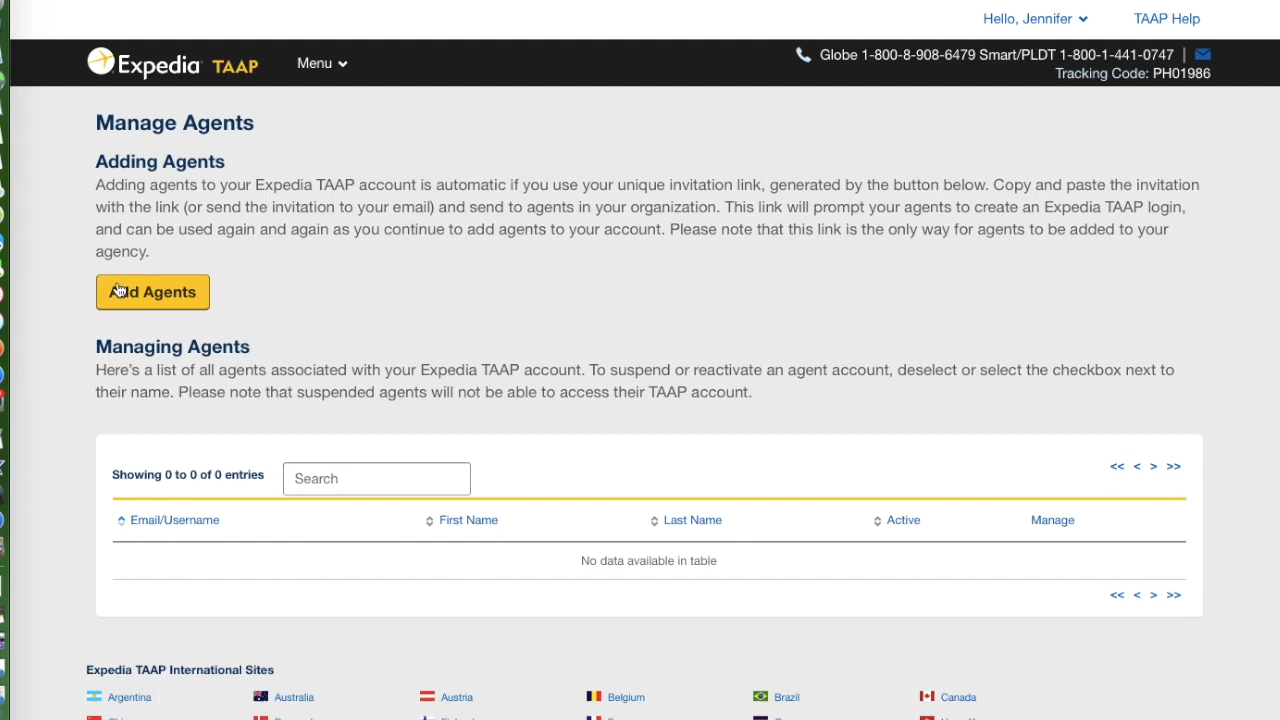 Hello, Jennifer
TAAP Help
Expedia TAAP
Menu
Globe 1-800-8-908-6479 Smart/PLDT 1-800-1-441-0747 |
Tracking Code: PH01986
Manage Agents
Adding Agents
Adding agents to your Expedia TAAP account is automatic if you use your unique invitation link, generated by the button below. Copy and paste the invitation
with the link (or send the invitation to your email) and send to agents in your organization. This link will prompt your agents to create an Expedia TAAP login,
and can be used again and again as you continue to add agents to your account. Please note that this link is the only way for agents to be added to your
agency.
Add Agents
Managing Agents
Here's a list of all agents associated with your Expedia TAAP account. To suspend or reactivate an agent account, deselect or select the checkbox next to
their name. Please note that suspended agents will not be able to access their TAAP account.
Showing 0 to 0 of 0 entries
Search
<< < > >>
Email/Username
First Name
Last Name
Active
Manage
No data available in table
<< < > >>
Expedia TAAP International Sites
Argentina
Australia
Austria
Belgium
Brazil
Canada